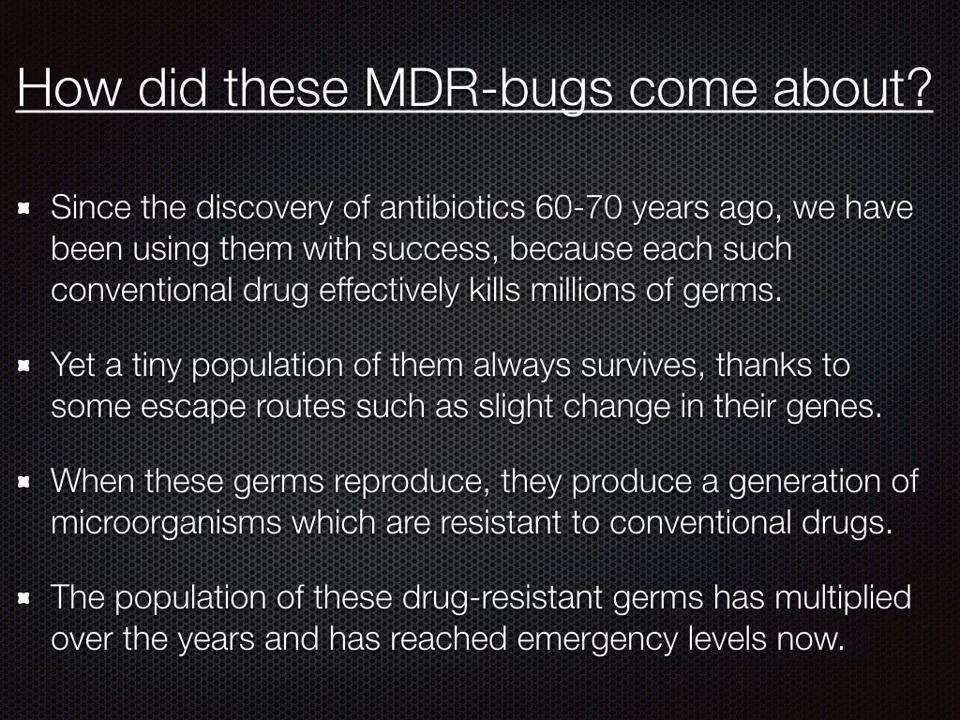 How did these MDR-bugs come about?
Since the discovery of antibiotics 60-70 years ago, we have
been using them with success, because each such
conventional drug effectively kills millions of germs.
Yet a tiny population of them always survives, thanks to
some escape routes such as slight change in their genes.
When these germs reproduce, they produce a generation of
microorganisms which are resistant to conventional drugs.
The population of these drug-resistant germs has multiplied
over the years and has reached emergency levels now.